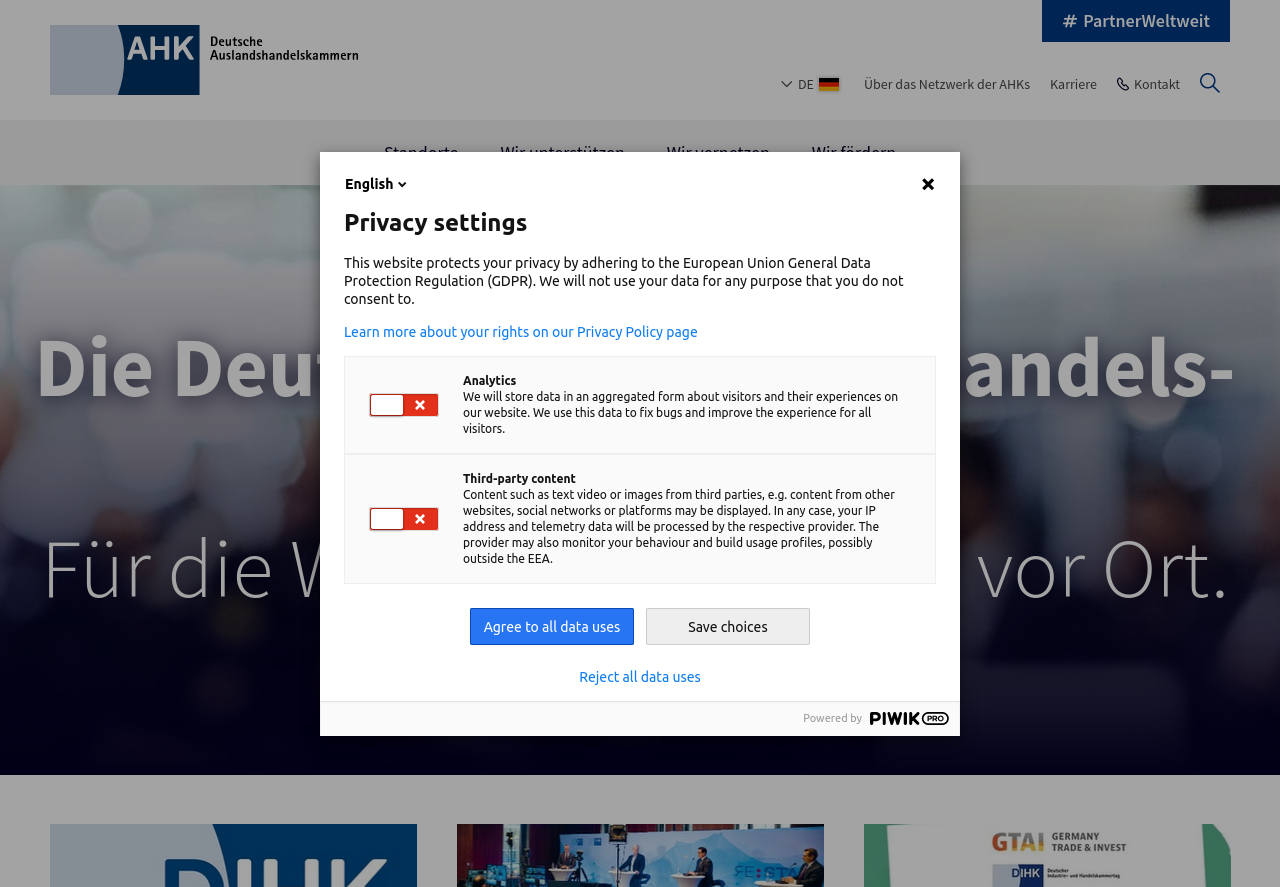 # PartnerWeltweit
AHK Deutsche
Auslandshandelskammern
DE
Über das Netzwerk der AHKs
Karriere
Kontakt
Standorte
Wir unterstützen
Wir vernetzen
Wir fördern
English
Privacy settings
This website protects your privacy by adhering to the European Union General Data
Protection Regulation (GDPR). We will not use your data for any purpose that you do not
consent to.
Learn more about your rights on our Privacy Policy page
Analytics
We will store data in an aggregated form about visitors and their experiences on
our website. We use this data to fix bugs and improve the experience for all
visitors.
Third-party content
Content such as text video or images from third parties, e.g. content from other
websites, social networks or platforms may be displayed. In any case, your IP
address and telemetry data will be processed by the respective provider. The
provider may also monitor your behaviour and build usage profiles, possibly
outside the EEA.
Agree to all data uses
Save choices
Reject all data uses
Powered by PIWIK PRO
Die Deut
andels-
Für die W
vor Ort.
DIHK
GTAI GERMANY
TRADE & INVEST
DIHK Deutscher
Industrie- und Handelskammertag